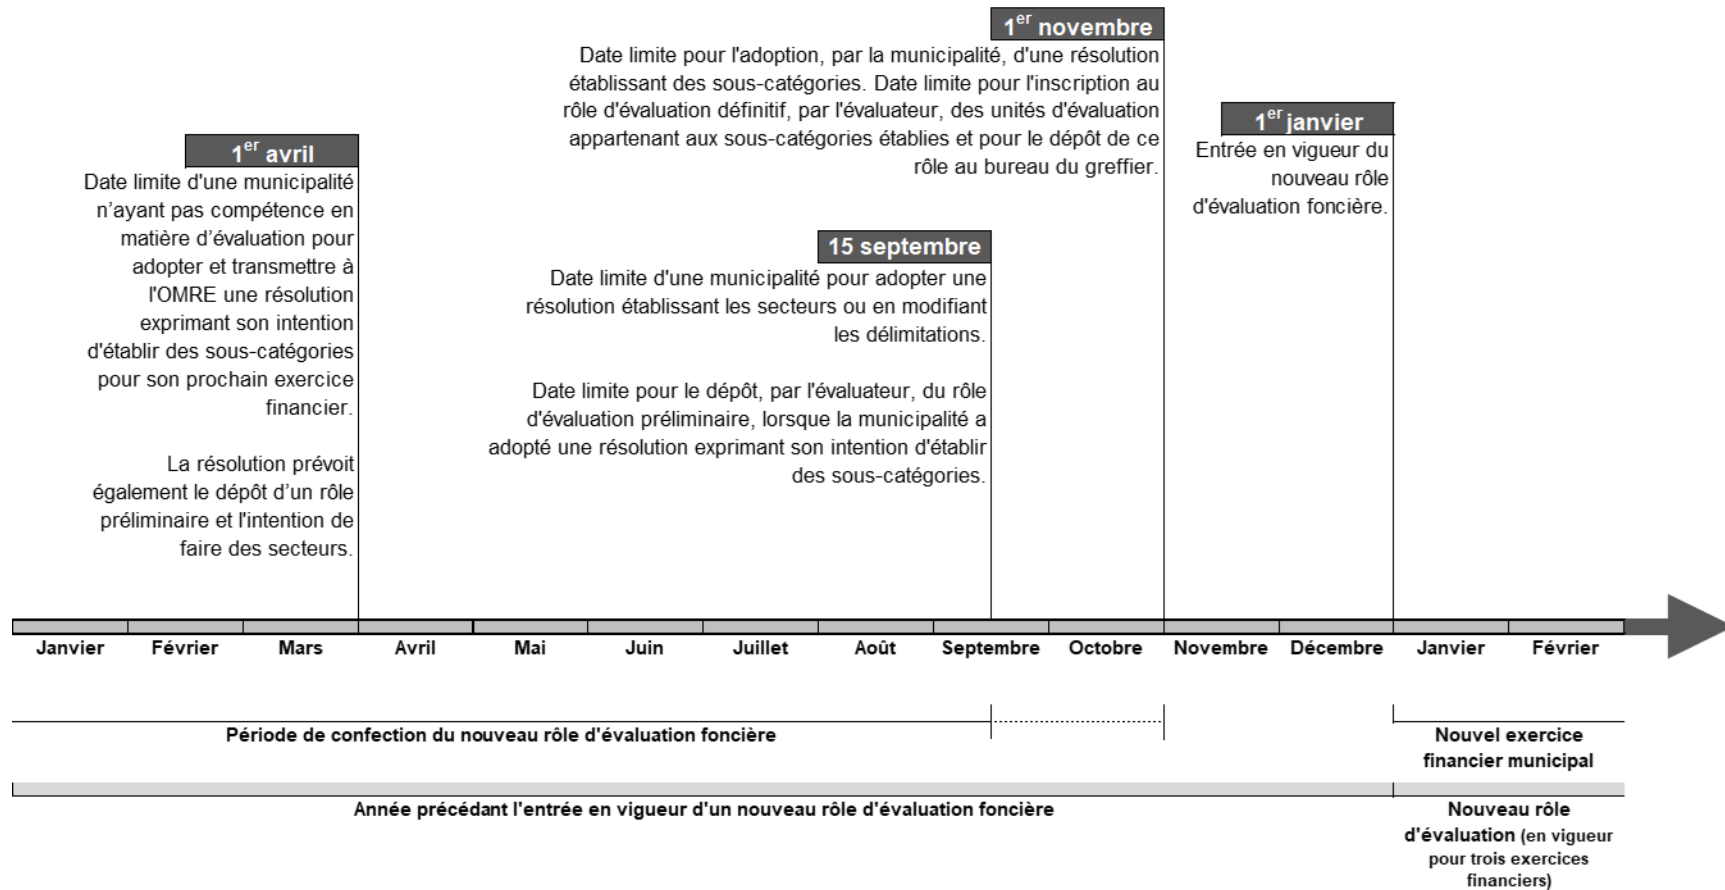 1er avril
Date limite d'une municipalité
n’ayant pas compétence en
matière d’évaluation pour
adopter et transmettre à
l'OMRE une résolution
exprimant son intention
d'établir des sous-catégories
pour son prochain exercice
financier.
La résolution prévoit
également le dépôt d’un rôle
préliminaire et l'intention de
faire des secteurs.
15 septembre
Date limite d'une municipalité pour adopter une
résolution établissant les secteurs ou en modifiant
les délimitations.
Date limite pour le dépôt, par l'évaluateur, du rôle
d'évaluation préliminaire, lorsque la municipalité a
adopté une résolution exprimant son intention d'établir
des sous-catégories.
1er novembre
Date limite pour l'adoption, par la municipalité, d'une résolution
établissant des sous-catégories. Date limite pour l'inscription au
rôle d'évaluation définitif, par l'évaluateur, des unités d'évaluation
appartenant aux sous-catégories établies et pour le dépôt de ce
rôle au bureau du greffier.
1er janvier
Entrée en vigueur du
nouveau rôle
d'évaluation foncière.
Janvier Février Mars Avril Mai Juin Juillet Août Septembre Octobre Novembre Décembre Janvier Février
Période de confection du nouveau rôle d'évaluation foncière
Nouvel exercice
financier municipal
Année précédant l'entrée en vigueur d'un nouveau rôle d'évaluation foncière
Nouveau rôle
d'évaluation (en vigueur
pour trois exercices
financiers)